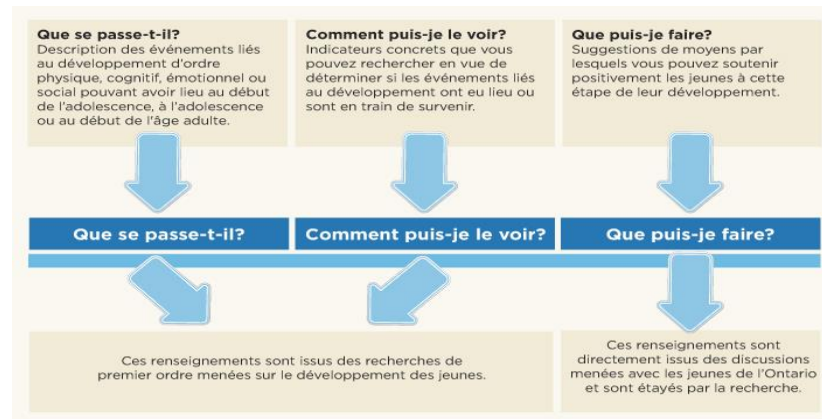 Que se passe-t-il?
Description des événements liés
au développement d'ordre
physique, cognitif, émotionnel ou
social pouvant avoir lieu au début
de l'adolescence, à l'adolescence
ou au début de l'âge adulte.
Comment puis-je le voir?
Indicateurs concrets que vous
pouvez rechercher en vue de
déterminer si les événements liés
au développement ont eu lieu ou
sont en train de survenir.
Que puis-je faire?
Suggestions de moyens par
lesquels vous pouvez soutenir
positivement les jeunes à cette
étape de leur développement.
Que se passe-t-il?
Comment puis-je le voir?
Que puis-je faire?
Ces renseignements sont issus des recherches de
premier ordre menées sur le développement des jeunes.
Ces renseignements sont
directement issus des discussions
menées avec les jeunes de l'Ontario
et sont étayés par la recherche.